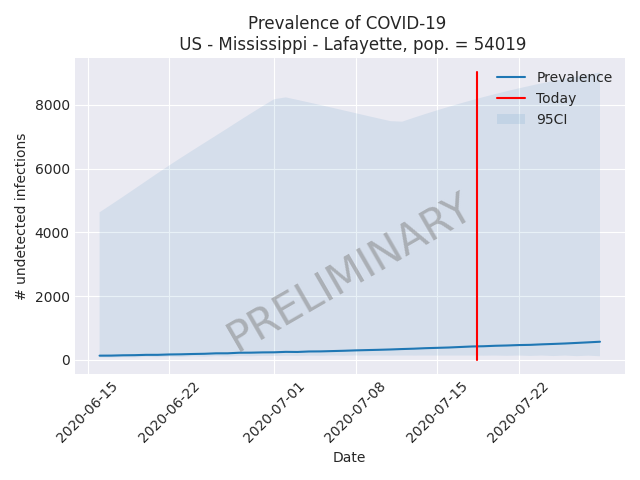 Prevalence of COVID-19
US - Mississippi - Lafayette, pop. = 54019
Prevalence
Today
95CI
8000
6000
4000
2000
0
# undetected infections
PRELIMINARY
2020-06-15
2020-06-22
2020-07-01
2020-07-08
2020-07-15
2020-07-22
Date